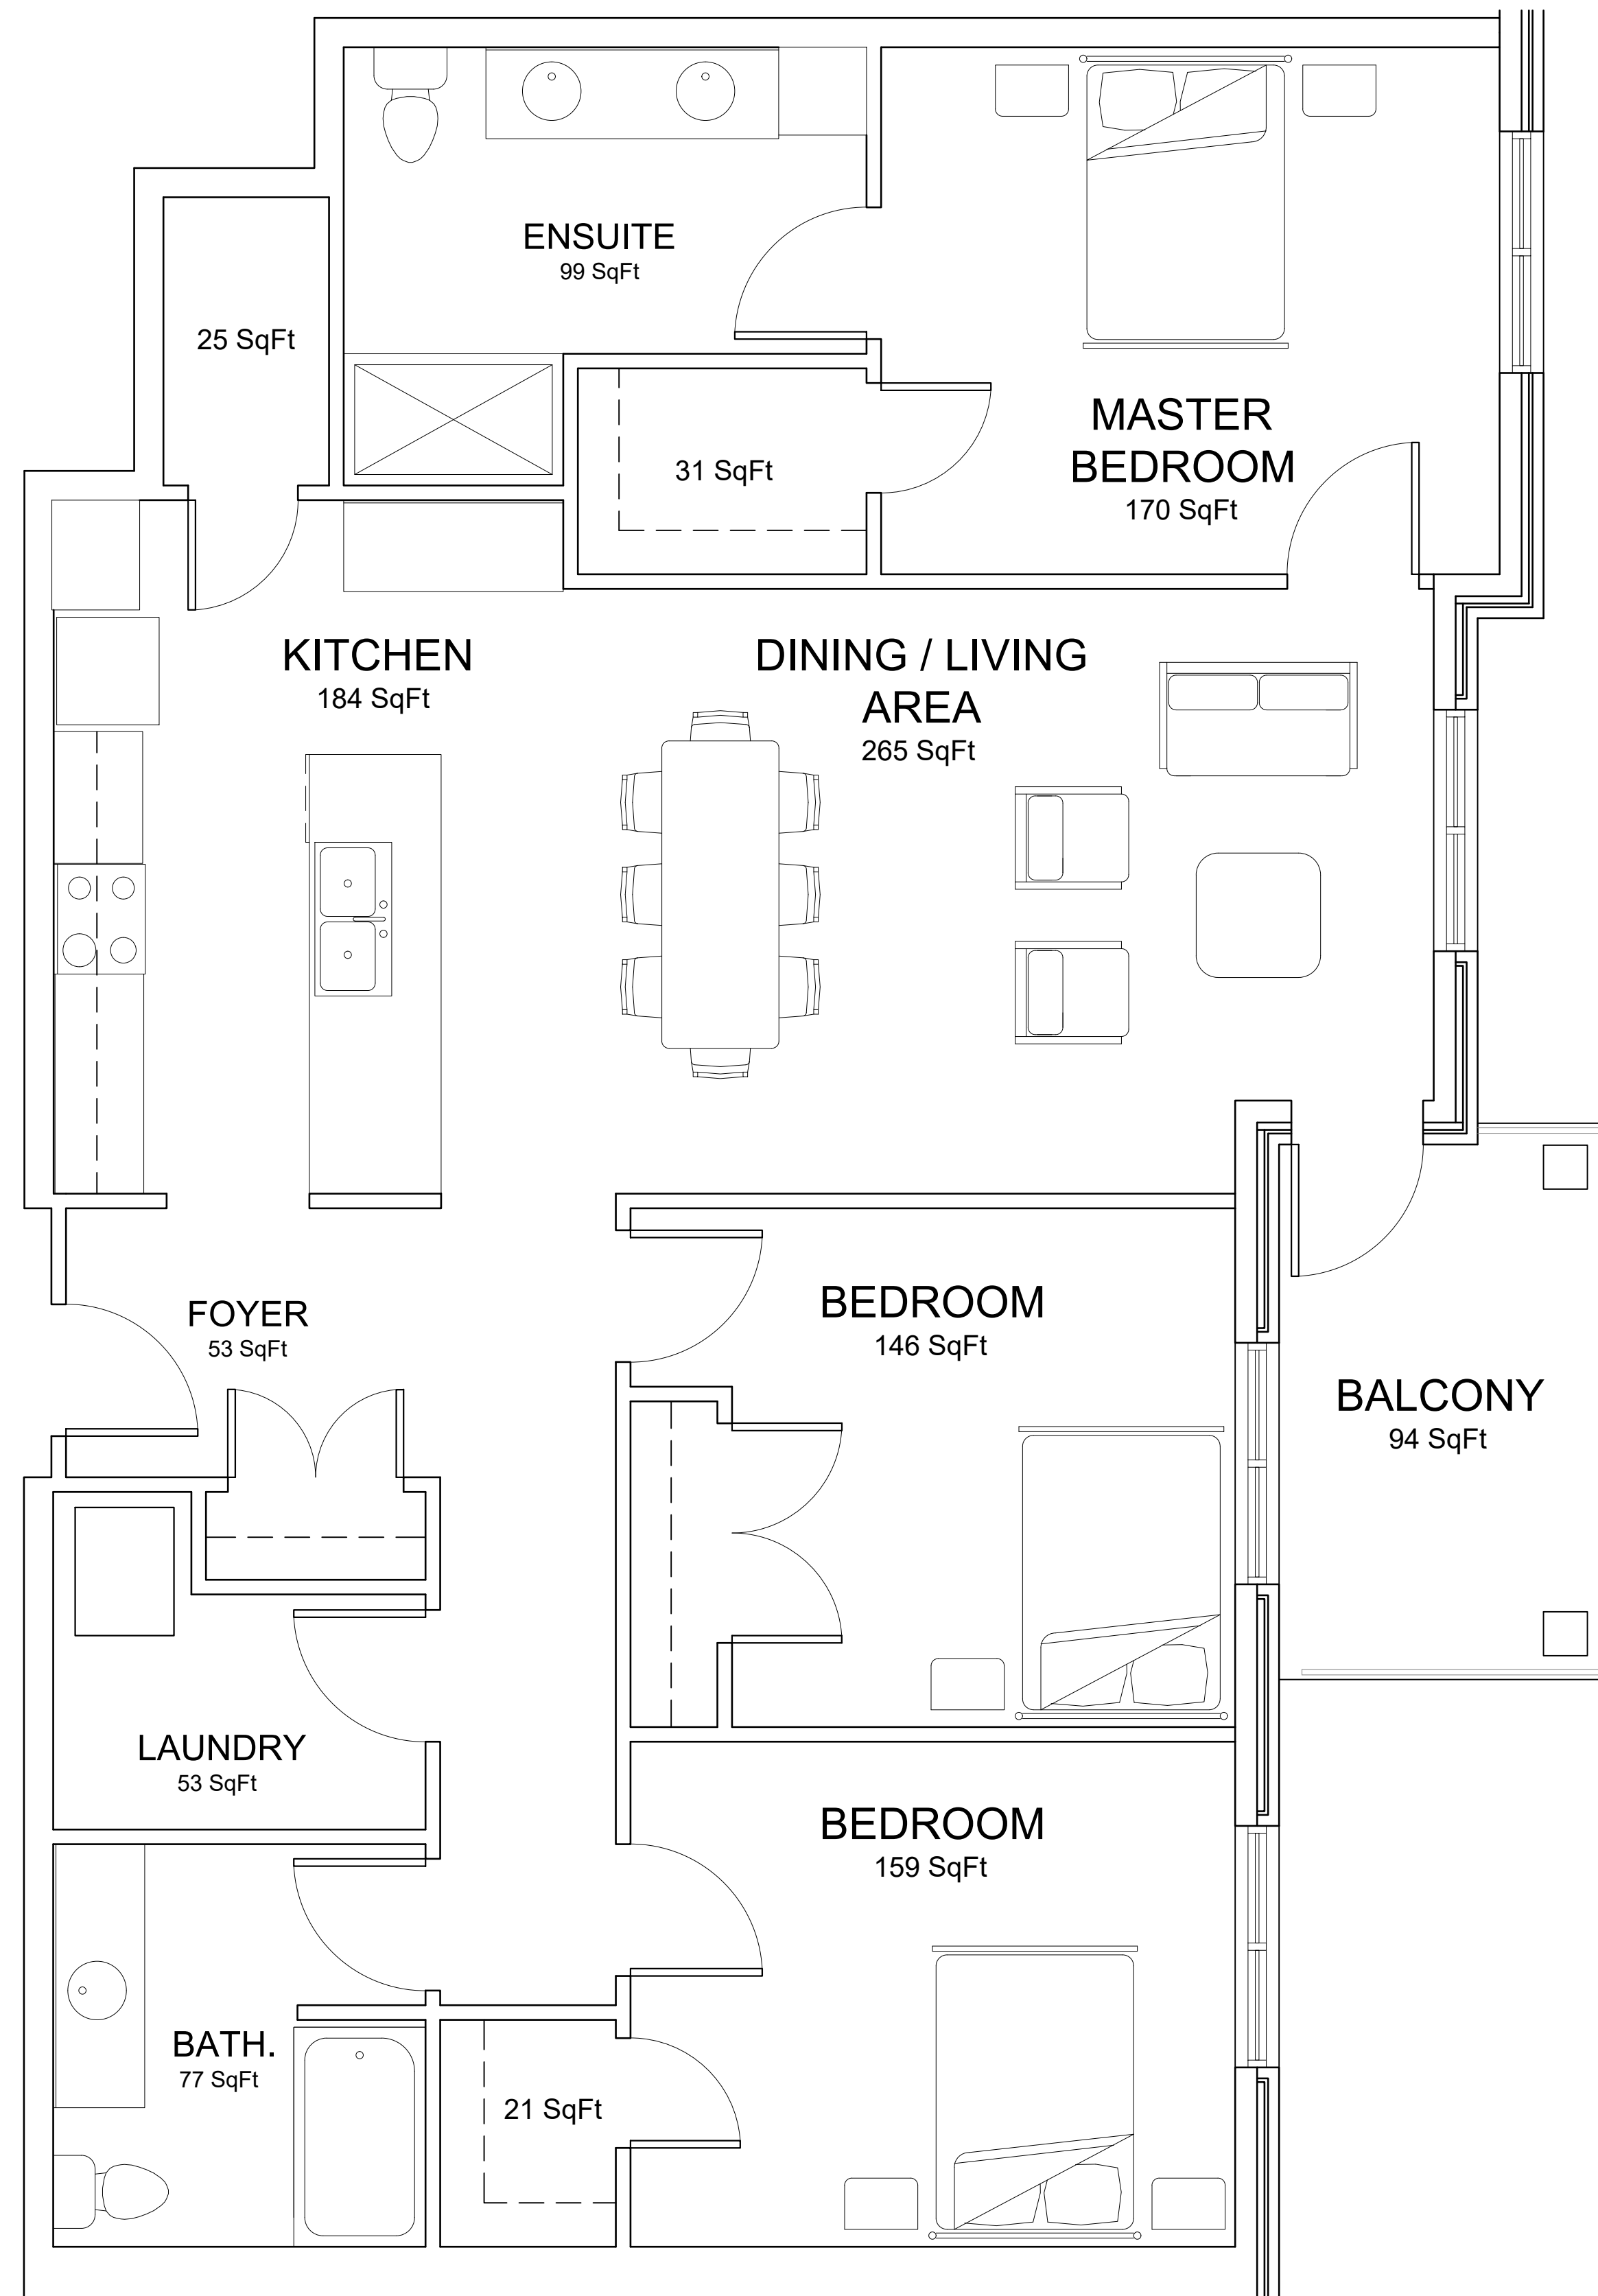 ENSUITE
99 SqFt
25 SqFt
31 SqFt
MASTER
BEDROOM
170 SqFt
KITCHEN
184 SqFt
DINING / LIVING
AREA
265 SqFt
FOYER
53 SqFt
BEDROOM
146 SqFt
BALCONY
94 SqFt
LAUNDRY
53 SqFt
BEDROOM
159 SqFt
BATH.
77 SqFt
21 SqFt